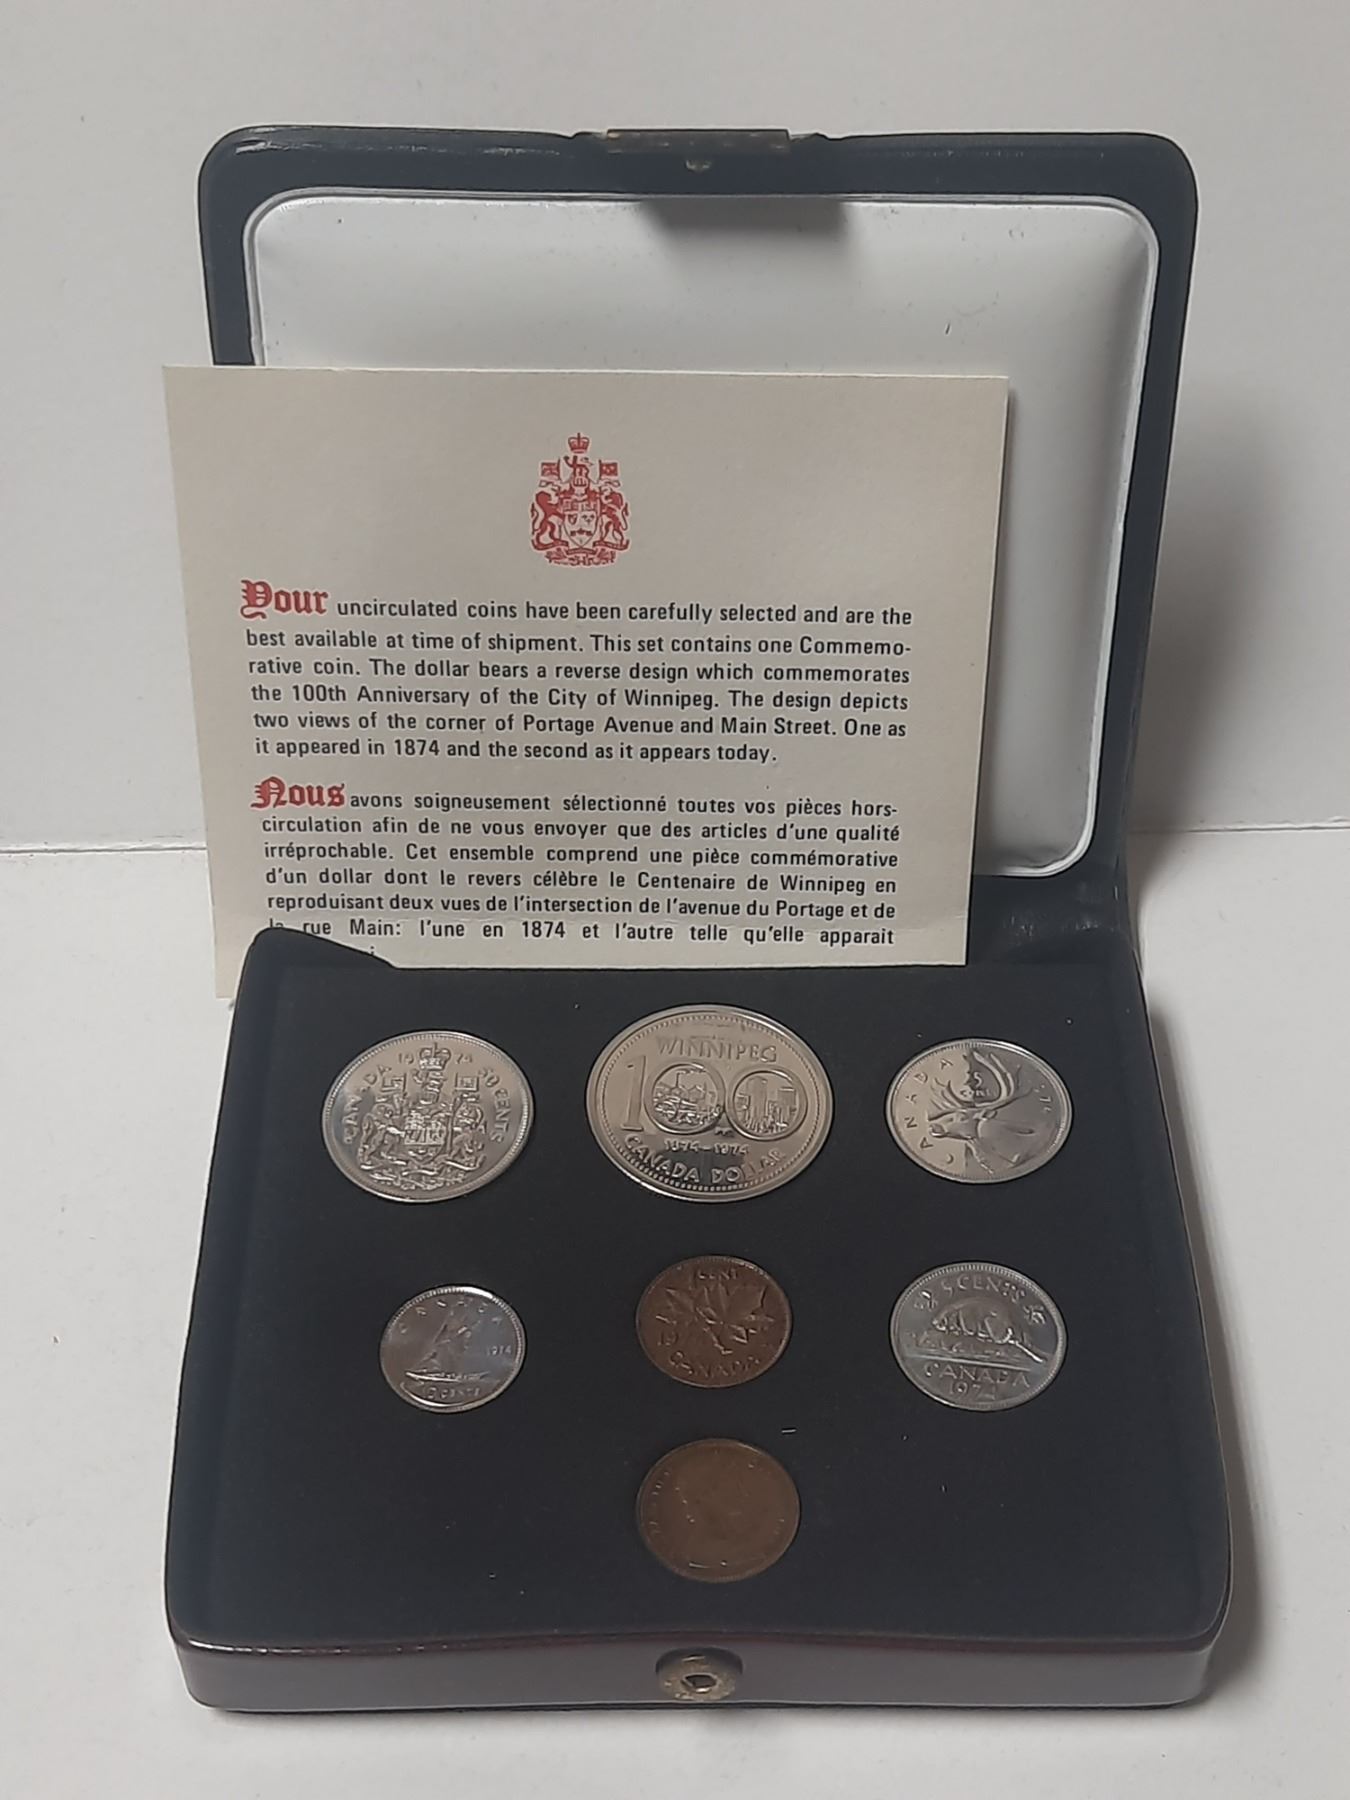 Your uncirculated coins have been carefully selected and are the
best available at time of shipment. This set contains one Commemo-
rative coin. The dollar bears a reverse design which commemorates
the 100th Anniversary of the City of Winnipeg. The design depicts
two views of the corner of Portage Avenue and Main Street. One as
it appeared in 1874 and the second as it appears today.
Nous avons soigneusement sélectionné toutes vos pièces hors-
circulation afin de ne vous envoyer que des articles d'une qualité
irréprochable. Cet ensemble comprend une pièce commémorative
d'un dollar dont le revers célèbre le Centenaire de Winnipeg en
reproduisant deux vues de l'intersection de l'avenue du Portage et de
la rue Main: l'une en 1874 et l'autre telle qu'elle apparait
1974
CANADA 50 CENTS
WINNIPEG
100
1874-1974
CANADA DOLLAR
CANADA
CANADA
1974
10 CENTS
CENT
CANADA
5 CENTS
CANADA
1974